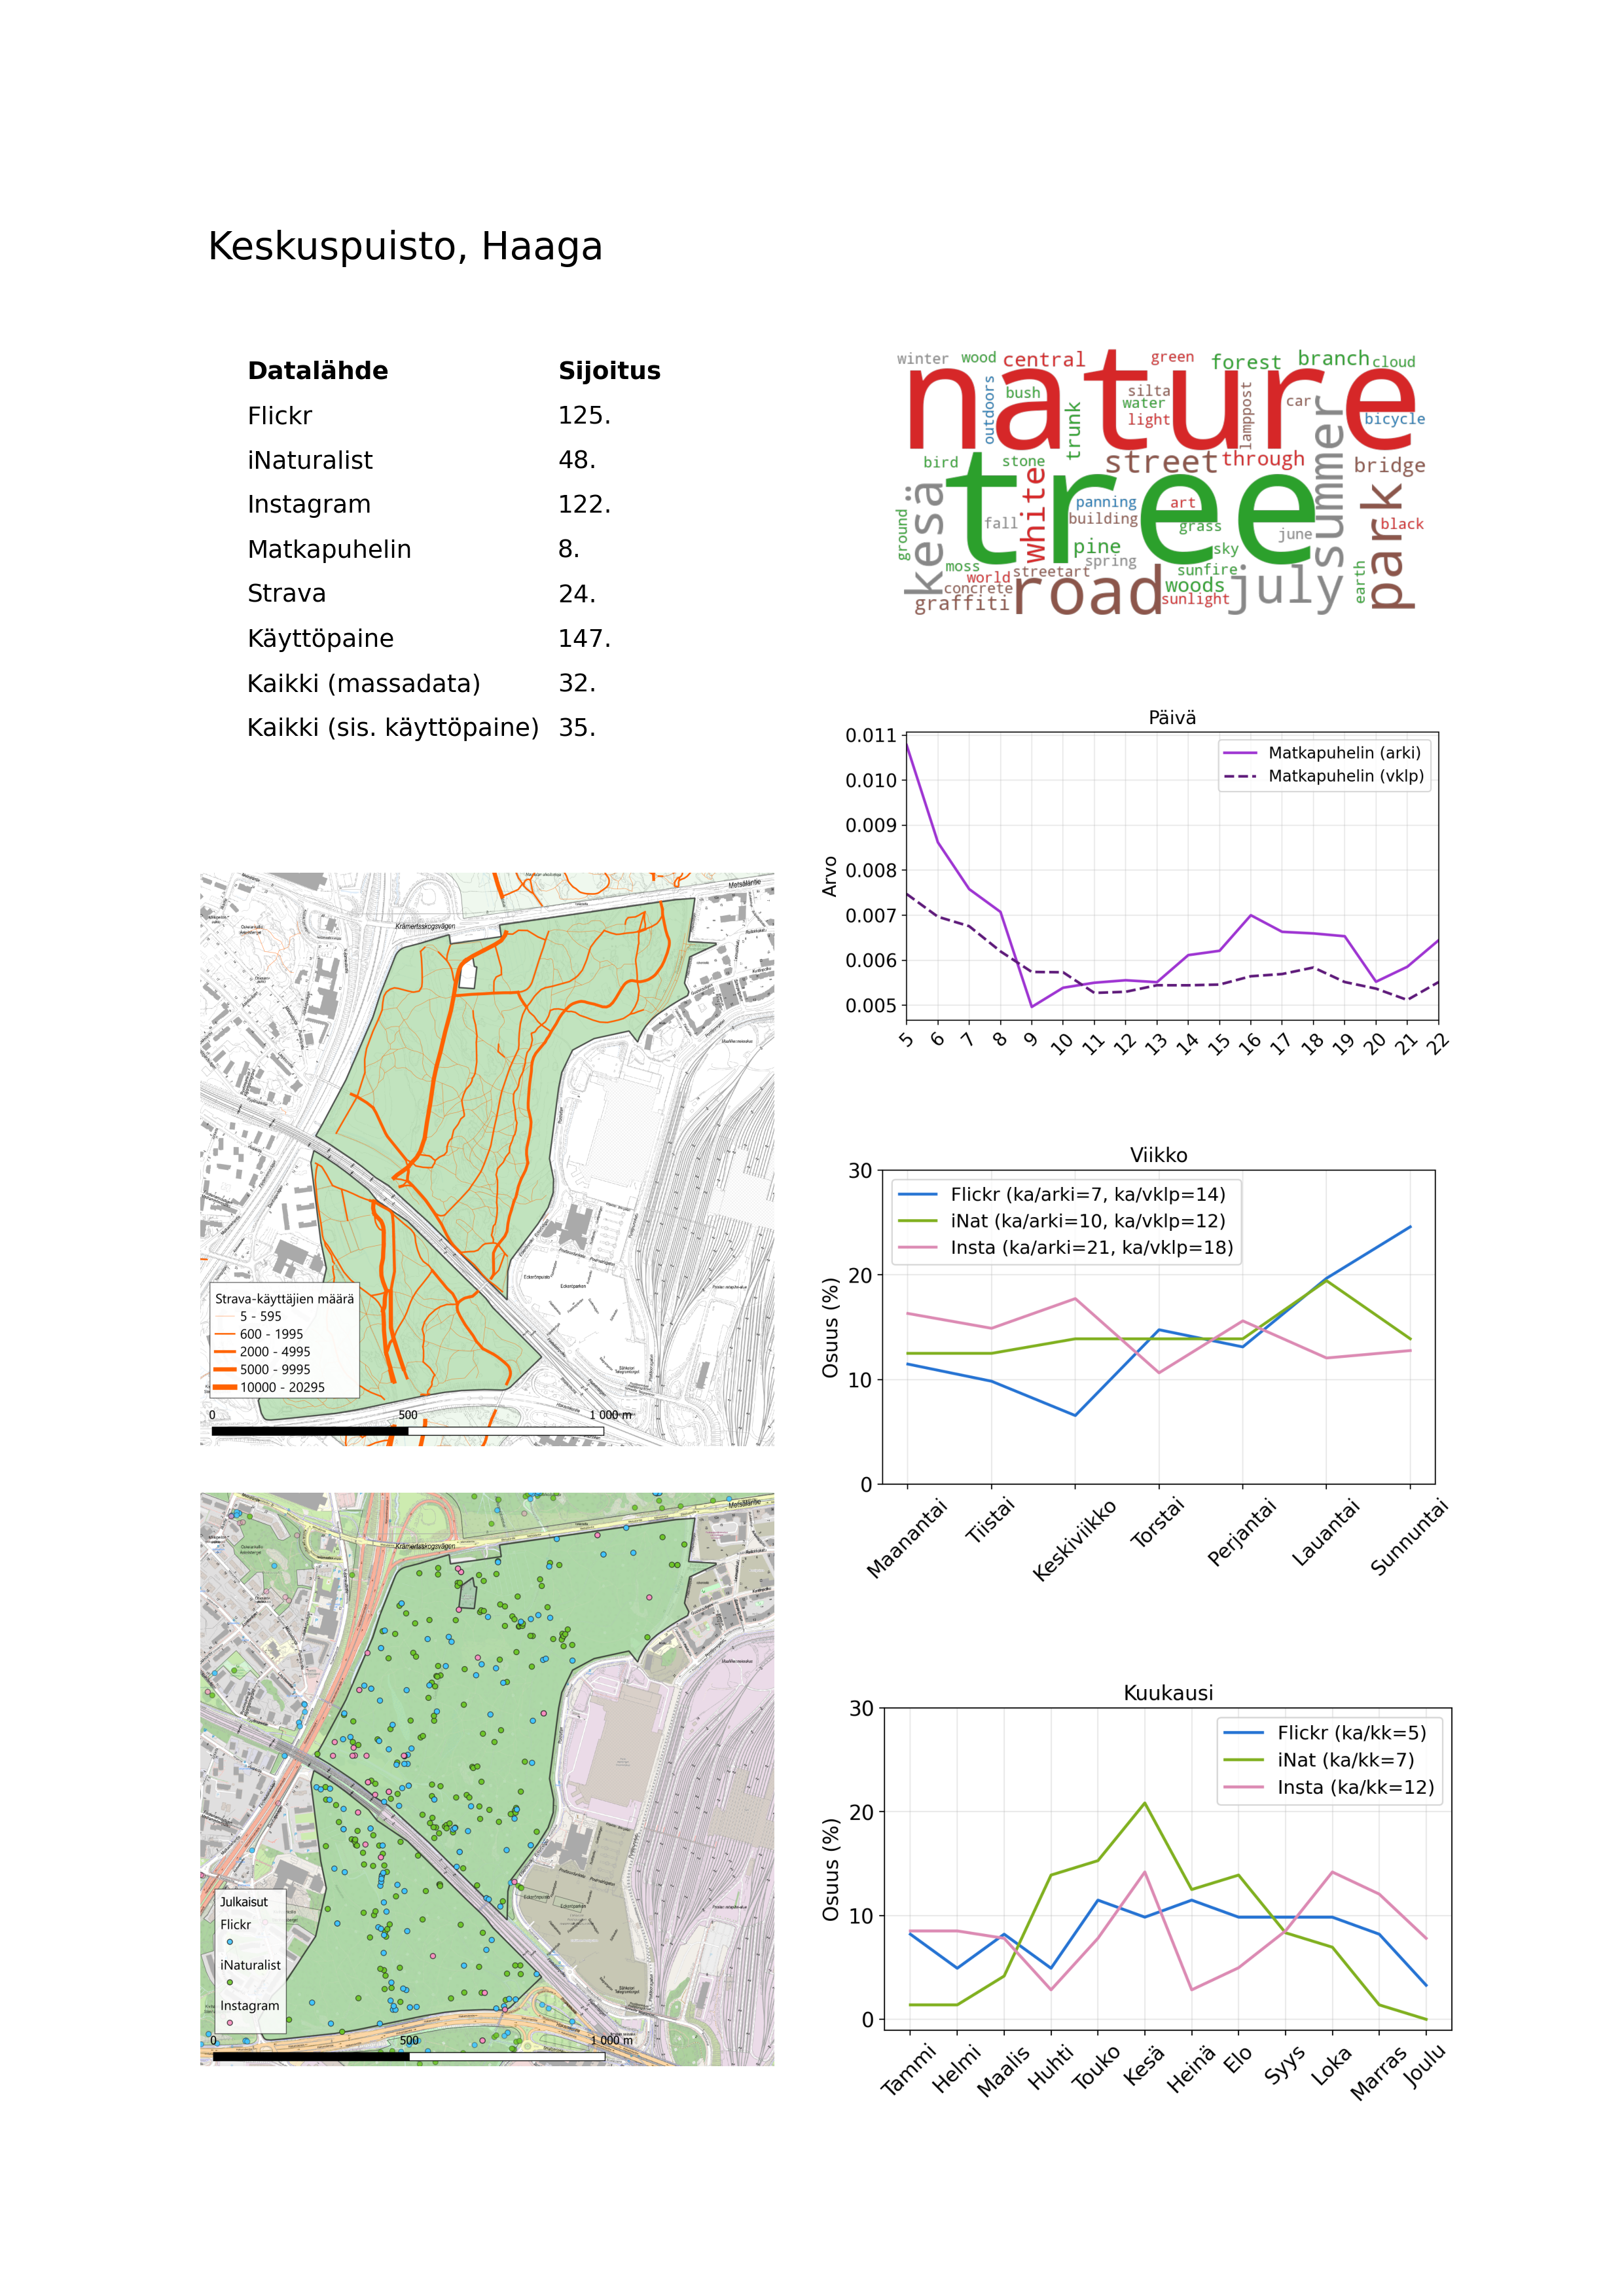 Keskuspuisto, Haaga
Datalähde Sijoitus
Flickr 125.
iNaturalist 48.
Instagram 122.
Matkapuhelin 8.
Strava 24.
Käyttöpaine 147.
Kaikki (massadata) 32.
Kaikki (sis. käyttöpaine) 35.
winter wood central green forest branch cloud
nature
outdoors bush trunk silta water light lamppost car summer bicycle
bird stone street through bridge
tree
kesä ground fall white panning art building grass pine sky spring june park black
moss world streetart sunfire woods earth
concrete graffiti road sunlight july
Päivä
Arvo
0.011
0.010
0.009
0.008
0.007
0.006
0.005
Matkapuhelin (arki)
Matkapuhelin (vklp)
5 6 7 8 9 10 11 12 13 14 15 16 17 18 19 20 21 22
Metsäläntie
Krämertsskogsvägen
Strava-käyttäjien määrä
5 - 595
600 - 1995
2000 - 4995
5000 - 9995
10000 - 20295
0 500 1 000 m
Viikko
Osuus (%)
30
20
10
0
Flickr (ka/arki=7, ka/vklp=14)
iNat (ka/arki=10, ka/vklp=12)
Insta (ka/arki=21, ka/vklp=18)
Maanantai Tiistai Keskiviikko Torstai Perjantai Lauantai Sunnuntai
Metsäläntie
Krämertsskogsvägen
Julkaisut
Flickr
iNaturalist
Instagram
0 500 1 000 m
Kuukausi
Osuus (%)
30
20
10
0
Flickr (ka/kk=5)
iNat (ka/kk=7)
Insta (ka/kk=12)
Tammi Helmi Maalis Huhti Touko Kesä Heinä Elo Syys Loka Marras Joulu